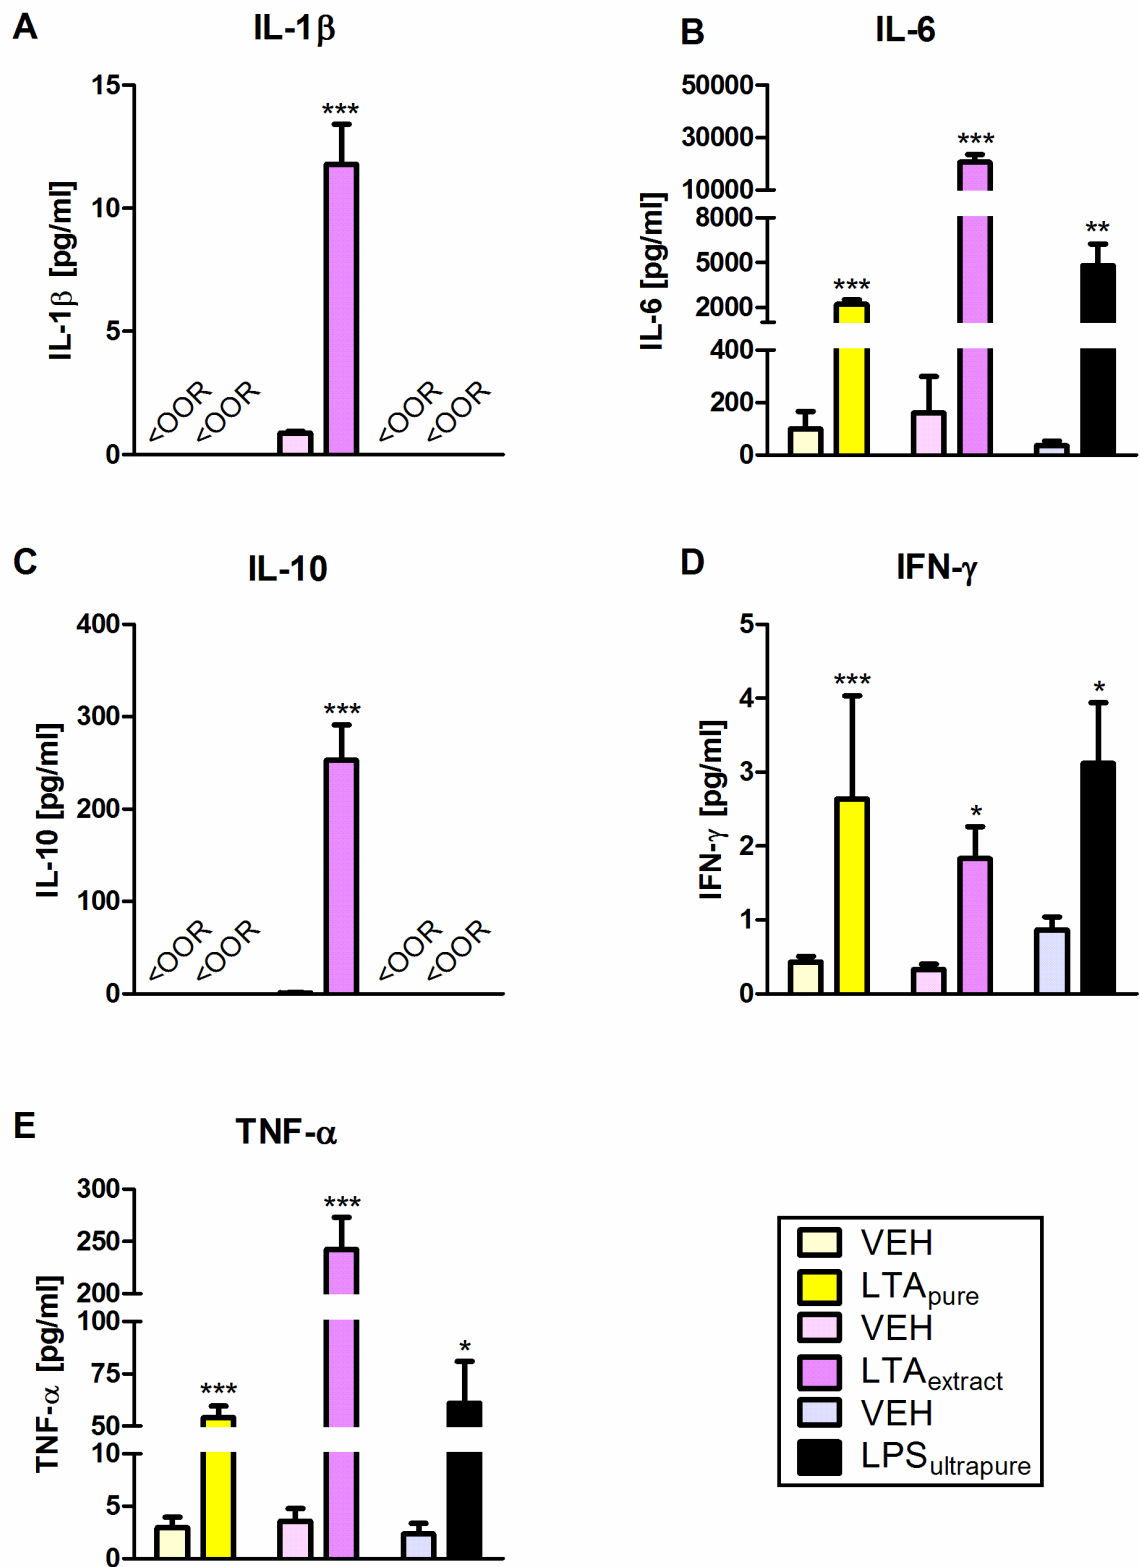 A
IL-1β
IL-1β [pg/ml]
15
10
5
0
***
<OOR
<OOR
<OOR
<OOR
B
IL-6
IL-6 [pg/ml]
50000
30000
10000
8000
5000
2000
400
200
0
***
***
**
C
IL-10
IL-10 [pg/ml]
400
300
200
100
0
***
<OOR
<OOR
<OOR
<OOR
D
IFN-γ
IFN-γ [pg/ml]
5
4
3
2
1
0
***
*
*
E
TNF-α
TNF-α [pg/ml]
300
250
200
100
75
50
10
5
0
***
***
*
VEH
LTApure
VEH
LTAextract
VEH
LPSultrapure